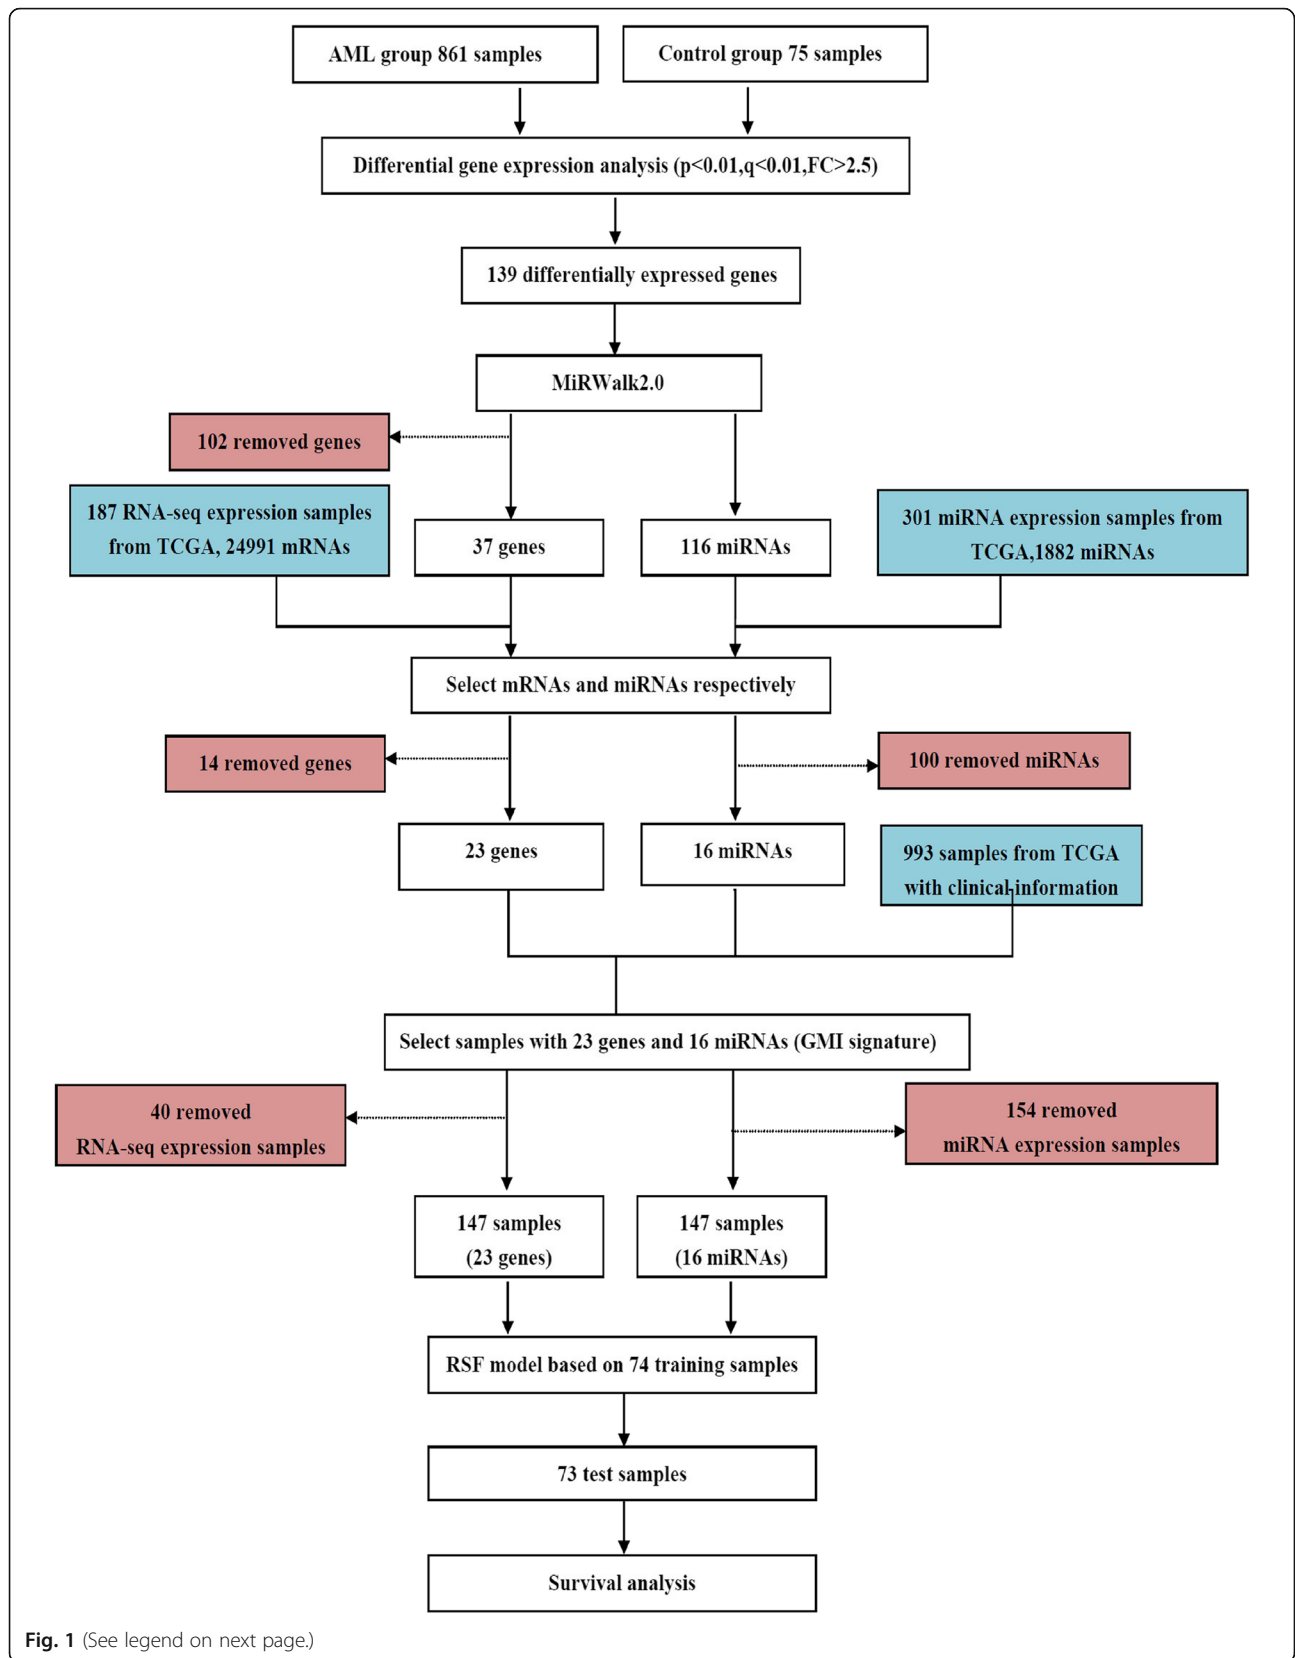 AML group 861 samples
Control group 75 samples
Differential gene expression analysis (p<0.01,q<0.01,FC>2.5)
139 differentially expressed genes
MiRWalk2.0
102 removed genes
187 RNA-seq expression samples
from TCGA, 24991 mRNAs
37 genes
116 miRNAs
301 miRNA expression samples from
TCGA,1882 miRNAs
Select mRNAs and miRNAs respectively
14 removed genes
100 removed miRNAs
23 genes
16 miRNAs
993 samples from TCGA
with clinical information
Select samples with 23 genes and 16 miRNAs (GMI signature)
40 removed
RNA-seq expression samples
154 removed
miRNA expression samples
147 samples
(23 genes)
147 samples
(16 miRNAs)
RSF model based on 74 training samples
73 test samples
Survival analysis
Fig. 1 (See legend on next page.)